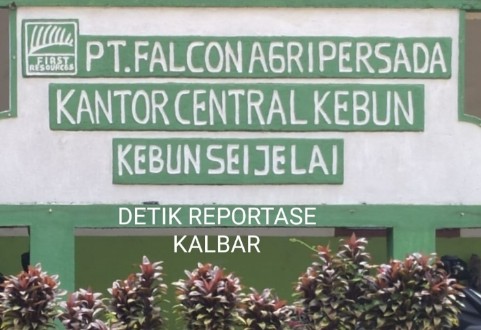 FIRST
RESOURCES
PT.FALCON AGRIPERSADA
KANTOR CENTRAL KEBUN
KEBUN SEI JELAI
DETIK REPORTASE
KALBAR